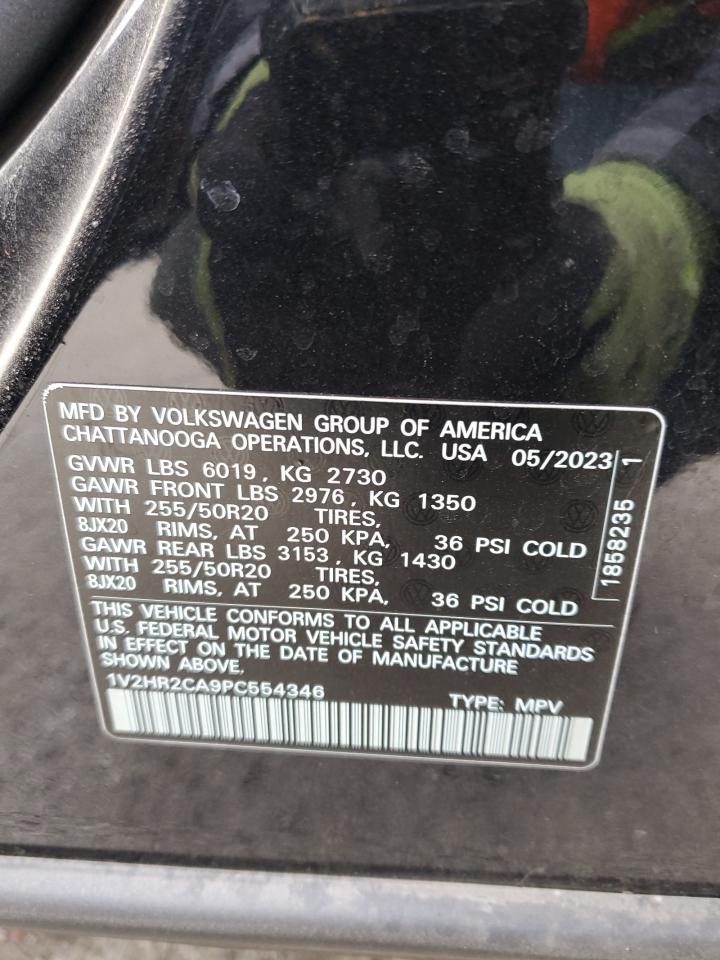 MFD BY VOLKSWAGEN GROUP OF AMERICA
CHATTANOOGA OPERATIONS, LLC. USA 05/2023
GVWR LBS 6019, KG 2730
GAWR FRONT LBS 2976, KG 1350
WITH 255/50R20 TIRES,
8JX20 RIMS, AT 250 KPA, 36 PSI COLD
GAWR REAR LBS 3153, KG 1430
WITH 255/50R20 TIRES,
8JX20 RIMS, AT 250 KPA, 36 PSI COLD
THIS VEHICLE CONFORMS TO ALL APPLICABLE
U.S. FEDERAL MOTOR VEHICLE SAFETY STANDARDS
IN EFFECT ON THE DATE OF MANUFACTURE
SHOWN ABOVE.
1V2HR2CA9PC554346 TYPE: MPV
1858235 1